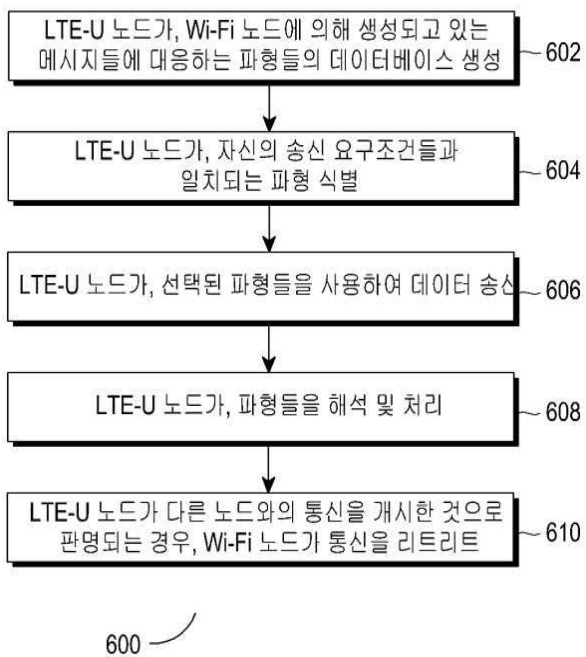 LTE-U 노드가, Wi-Fi 노드에 의해 생성되고 있는
메시지들에 대응하는 파형들의 데이터베이스 생성
602
LTE-U 노드가, 자신의 송신 요구조건들과
일치되는 파형 식별
604
LTE-U 노드가, 선택된 파형들을 사용하여 데이터 송신
606
LTE-U 노드가, 파형들을 해석 및 처리
608
LTE-U 노드가 다른 노드와의 통신을 개시한 것으로
판명되는 경우, Wi-Fi 노드가 통신을 리트리트
610
600